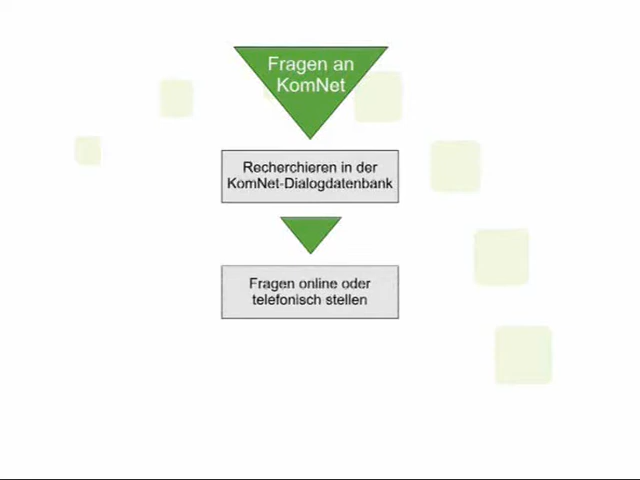 Fragen an
KomNet
Recherchieren in der
KomNet-Dialogdatenbank
Fragen online oder
telefonisch stellen